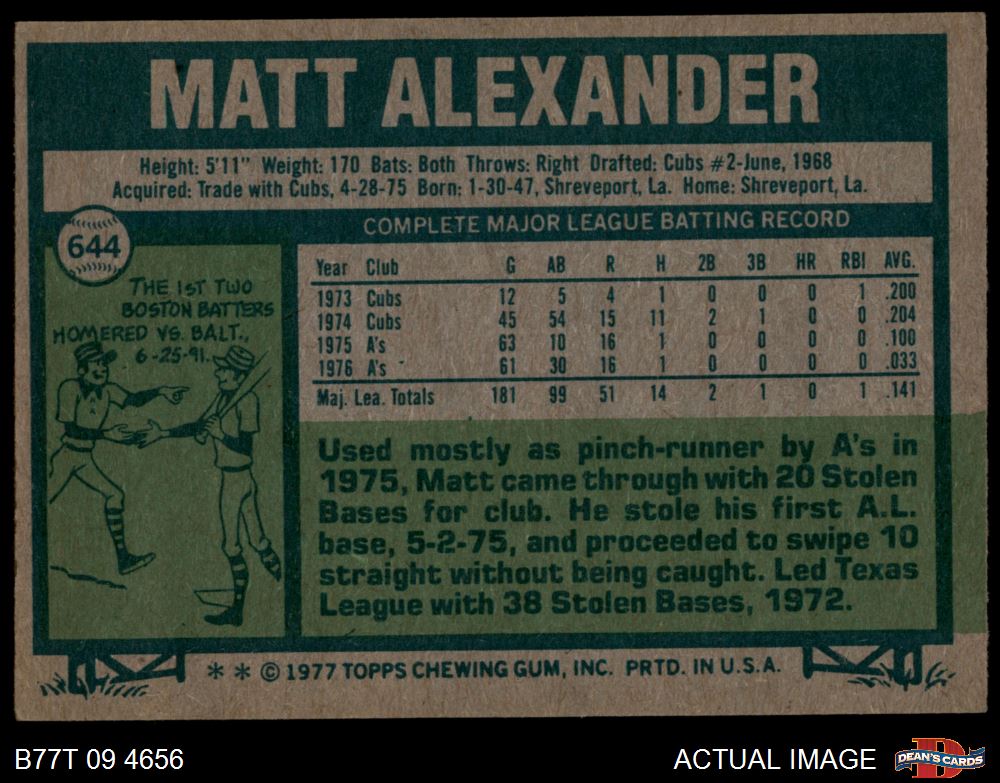 MATT ALEXANDER
Height: 5'11" Weight: 170 Bats: Both Throws: Right Drafted: Cubs #2-June, 1968
Acquired: Trade with Cubs, 4-28-75 Born: 1-30-47, Shreveport, La. Home: Shreveport, La.
COMPLETE MAJOR LEAGUE BATTING RECORD
644
THE 1ST TWO
BOSTON BATTERS
HOMERED VS. BALT.,
6-25-91.
Year Club G AB R H 2B 3B HR RBI AVG.
1973 Cubs 12 5 4 1 0 0 0 1 .200
1974 Cubs 45 54 15 11 2 1 0 0 .204
1975 A's 63 10 16 1 0 0 0 0 .100
1976 A's 61 30 16 1 0 0 0 0 .033
Maj. Lea. Totals 181 99 51 14 2 1 0 1 .141
Used mostly as pinch-runner by A's in
1975, Matt came through with 20 Stolen
Bases for club. He stole his first A.L.
base, 5-2-75, and proceeded to swipe 10
straight without being caught. Led Texas
League with 38 Stolen Bases, 1972.
** © 1977 TOPPS CHEWING GUM, INC. PRTD. IN U.S.A.
B77T 09 4656
ACTUAL IMAGE
D
DEAN'S CARDS